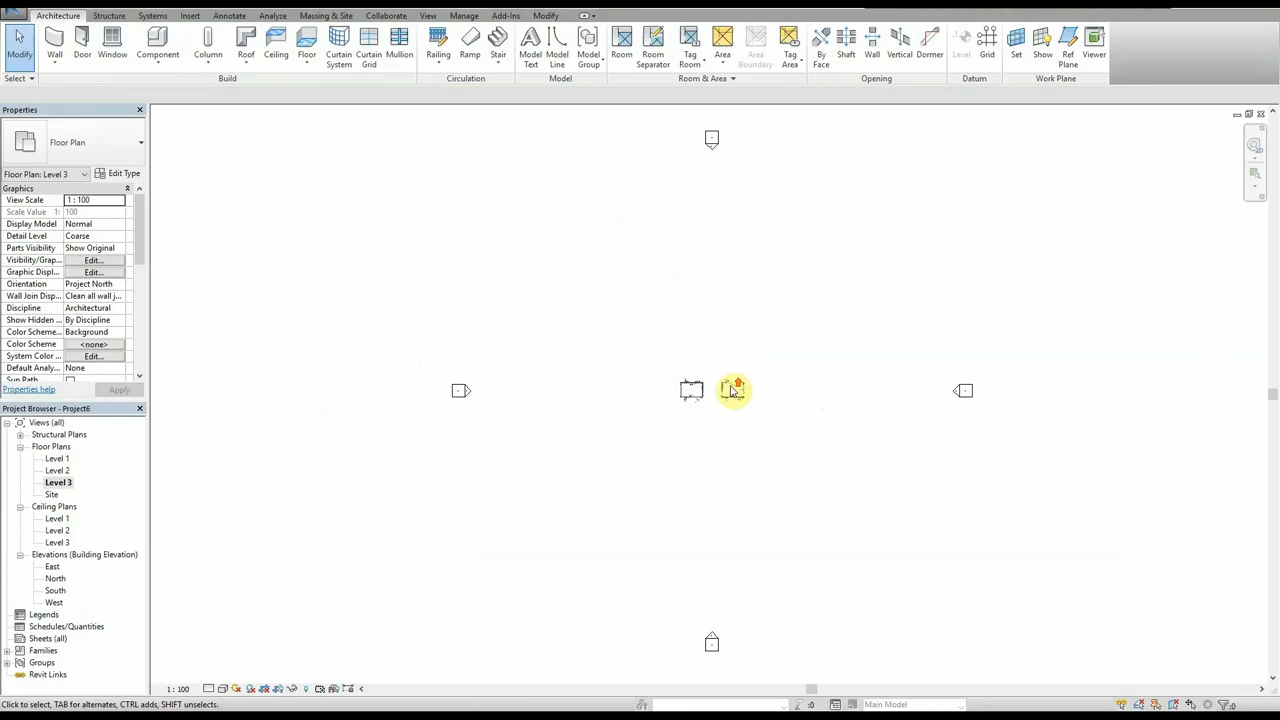 Architecture Structure Systems Insert Annotate Analyze Massing & Site Collaborate View Manage Add-Ins Modify
Modify Wall Door Window Component Column Roof Ceiling Floor Curtain System Curtain Grid Mullion Railing Ramp Stair Model Text Model Line Model Group Room Room Separator Tag Room Area Area Boundary Tag Area By Face Shaft Wall Vertical Dormer Level Grid Set Show Ref Plane Viewer
Select Build Circulation Model Room & Area Opening Datum Work Plane
Properties
Floor Plan
Floor Plan: Level 3 Edit Type
Graphics
View Scale 1 : 100
Scale Value 1: 100
Display Model Normal
Detail Level Coarse
Parts Visibility Show Original
Visibility/Grap... Edit...
Graphic Displ... Edit...
Orientation Project North
Wall Join Disp... Clean all wall j...
Discipline Architectural
Show Hidden ... By Discipline
Color Scheme... Background
Color Scheme <none>
System Color ... Edit...
Default Analy... None
Sun Path
Properties help Apply
Project Browser - Project6
Views (all)
Structural Plans
Floor Plans
Level 1
Level 2
Level 3
Site
Ceiling Plans
Level 1
Level 2
Level 3
Elevations (Building Elevation)
East
North
South
West
Legends
Schedules/Quantities
Sheets (all)
Families
Groups
Revit Links
1 : 100
Click to select, TAB for alternates, CTRL adds, SHIFT unselects. :0 Main Model :0